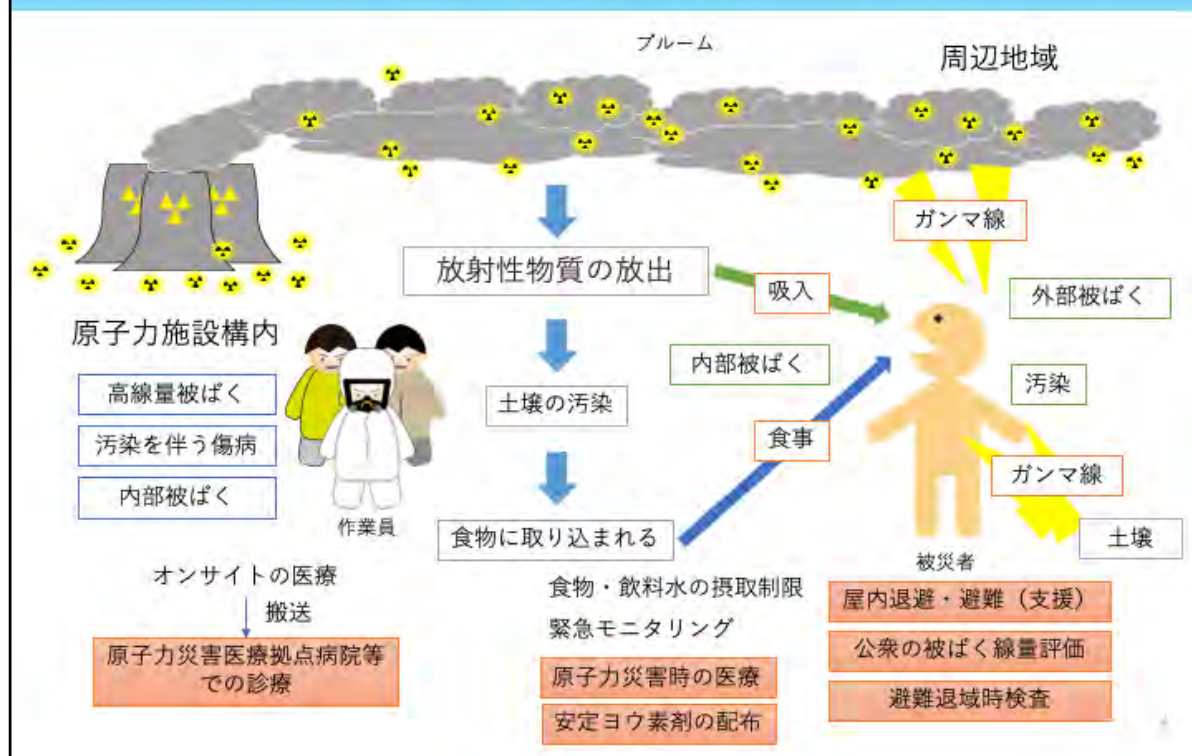 プルーム
周辺地域
ガンマ線
放射性物質の放出
吸入
外部被ばく
原子力施設構内
内部被ばく
高線量被ばく
汚染
土壌の汚染
汚染を伴う傷病
食事
ガンマ線
内部被ばく
作業員
食物に取り込まれる
土壌
被災者
オンサイトの医療
搬送
原子力災害医療拠点病院等
での診療
食物・飲料水の摂取制限
緊急モニタリング
原子力災害時の医療
安定ヨウ素剤の配布
屋内退避・避難（支援）
公衆の被ばく線量評価
避難退域時検査